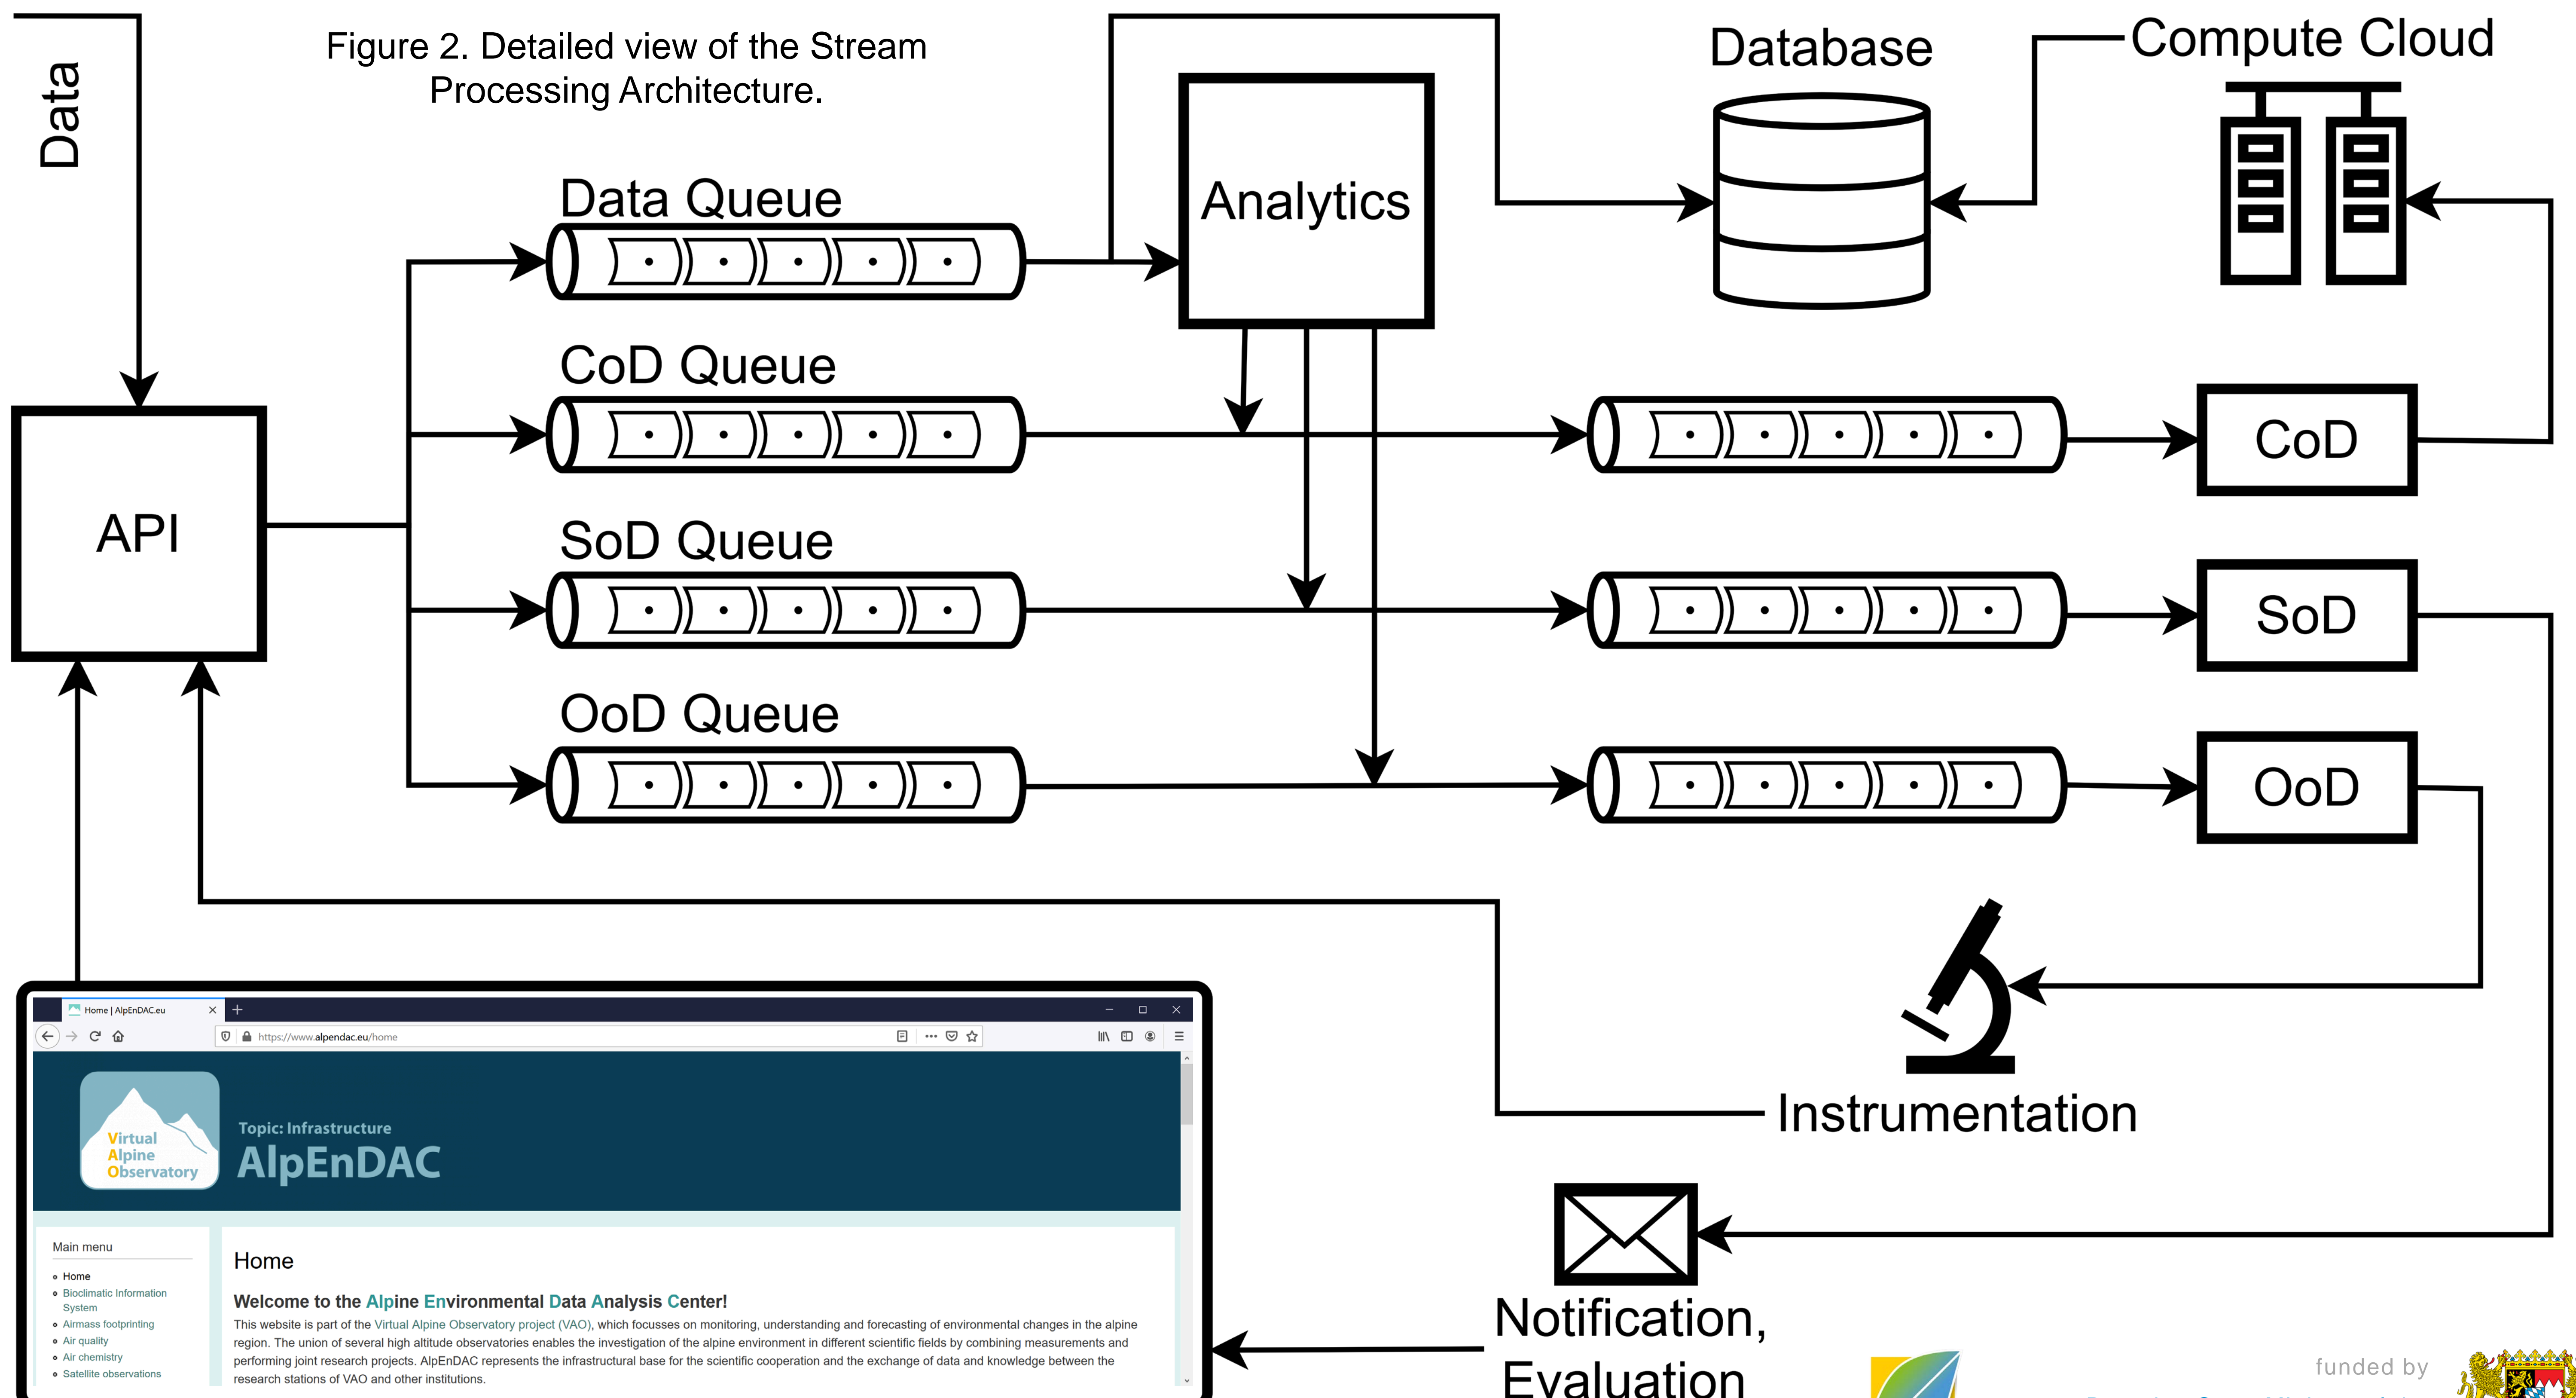 Figure 2. Detailed view of the Stream
Processing Architecture.
Data
Database
Compute Cloud
Data Queue
Analytics
CoD Queue
CoD
API
SoD Queue
SoD
OoD Queue
OoD
Instrumentation
Notification,
Evaluation
Home | AlpEnDAC.eu
https://www.alpendac.eu/home
Virtual
Alpine
Observatory
Topic: Infrastructure
AlpEnDAC
Main menu
Home
Bioclimatic Information
System
Airmass footprinting
Air quality
Air chemistry
Satellite observations
Home
Welcome to the Alpine Environmental Data Analysis Center!
This website is part of the Virtual Alpine Observatory project (VAO), which focusses on monitoring, understanding and forecasting of environmental changes in the alpine
region. The union of several high altitude observatories enables the investigation of the alpine environment in different scientific fields by combining measurements and
performing joint research projects. AlpEnDAC represents the infrastructural base for the scientific cooperation and the exchange of data and knowledge between the
research stations of VAO and other institutions.
funded by